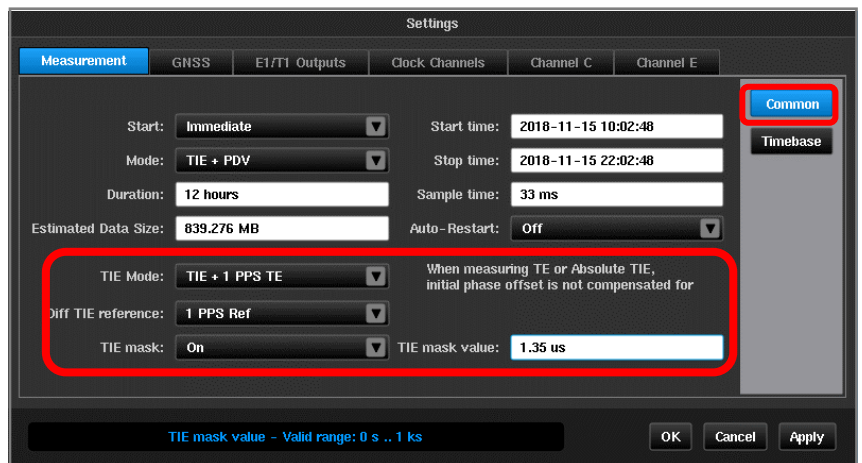 Settings
Measurement GNSS E1/T1 Outputs Clock Channels Channel C Channel E
Common
Timebase
Start: Immediate Start time: 2018-11-15 10:02:48
Mode: TIE + PDV Stop time: 2018-11-15 22:02:48
Duration: 12 hours Sample time: 33 ms
Estimated Data Size: 839.276 MB Auto-Restart: Off
TIE Mode: TIE + 1 PPS TE When measuring TE or Absolute TIE,
initial phase offset is not compensated for
Diff TIE reference: 1 PPS Ref
TIE mask: On TIE mask value: 1.35 us
TIE mask value - Valid range: 0 s .. 1 ks OK Cancel Apply